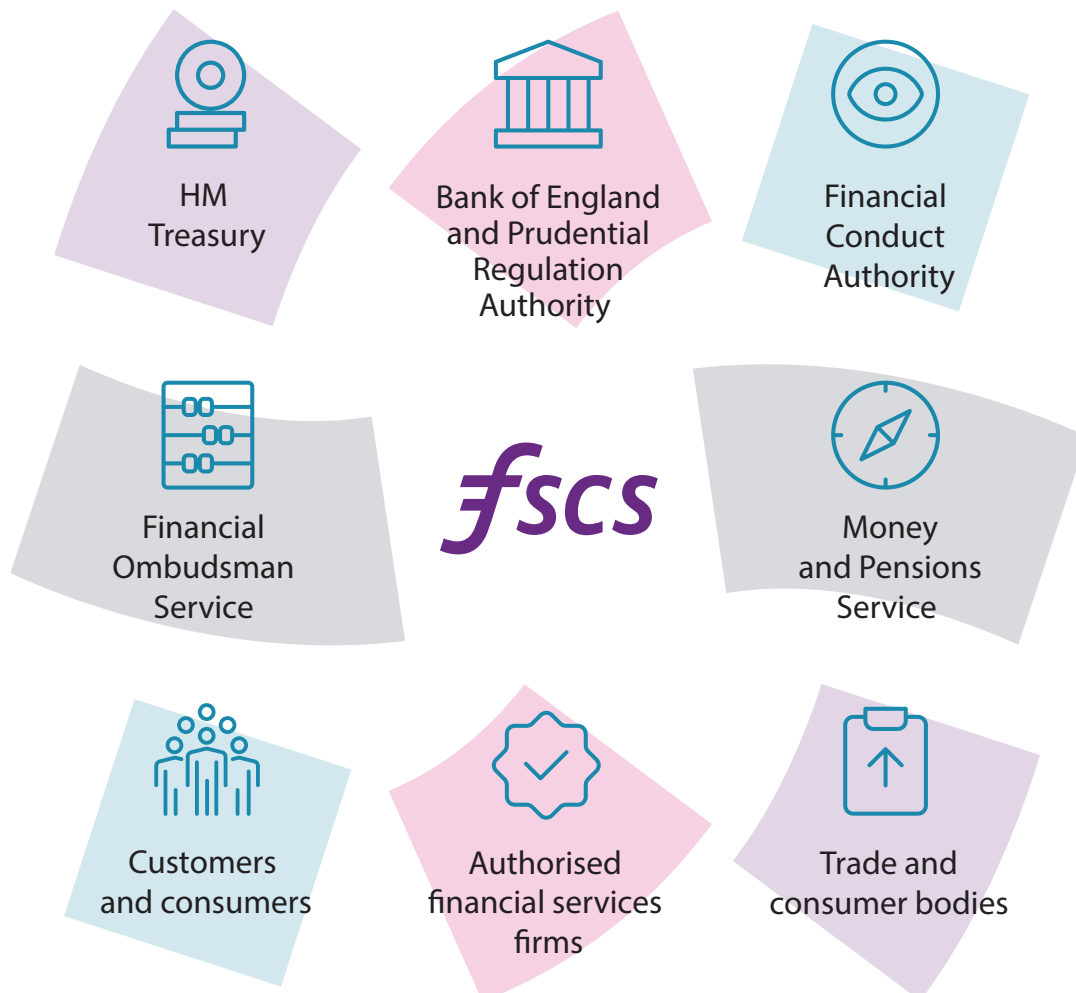 HM
Treasury
Bank of England
and Prudential
Regulation
Authority
Financial
Conduct
Authority
Financial
Ombudsman
Service
fscs
Money
and Pensions
Service
Customers
and consumers
Authorised
financial services
firms
Trade and
consumer bodies